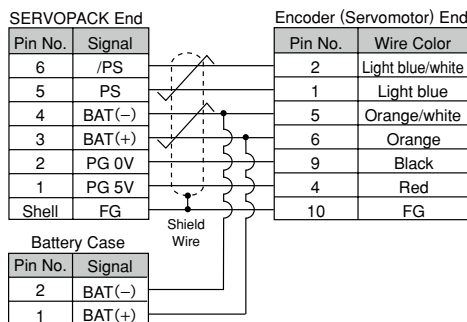 SERVOPACK End
Encoder (Servomotor) End
Pin No. Signal
Pin No. Wire Color
6 /PS
2 Light blue/white
5 PS
1 Light blue
4 BAT(−)
5 Orange/white
3 BAT(+)
6 Orange
2 PG 0V
9 Black
1 PG 5V
4 Red
Shell FG
10 FG
Shield
Wire
Battery Case
Pin No. Signal
2 BAT(−)
1 BAT(+)